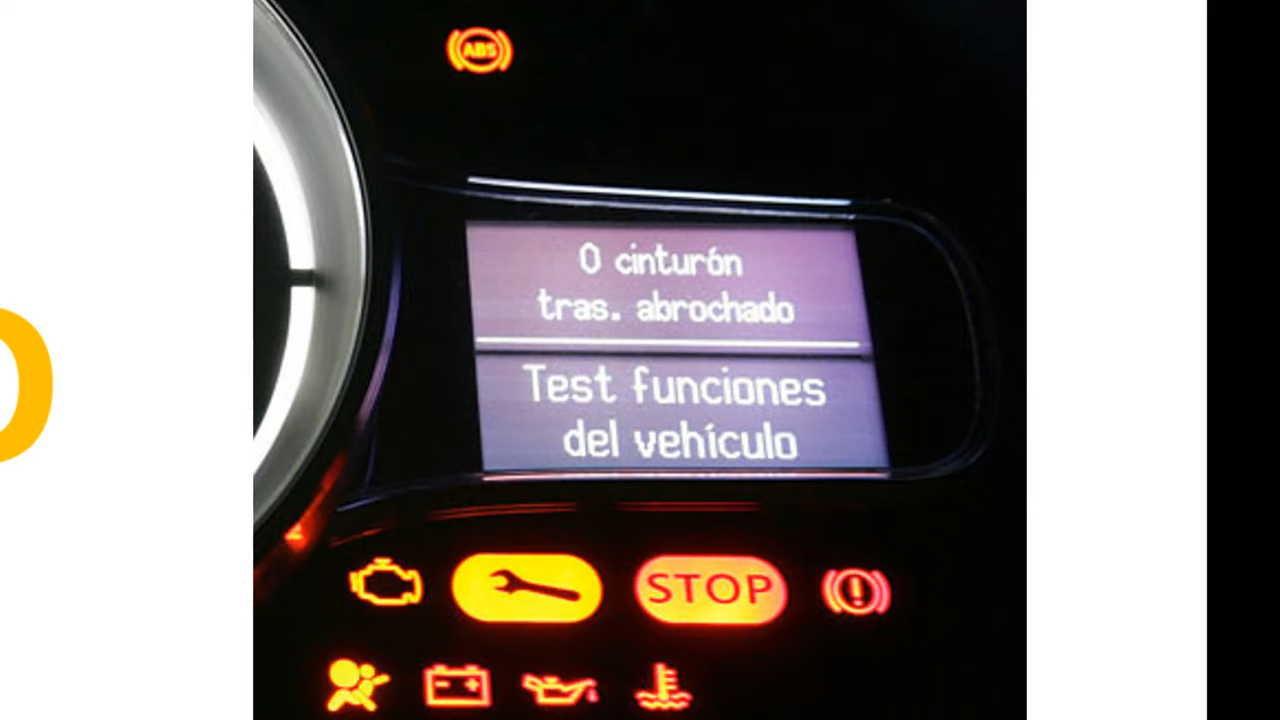 ABS
0 cinturón
tras. abrochado
Test funciones
del vehículo
STOP